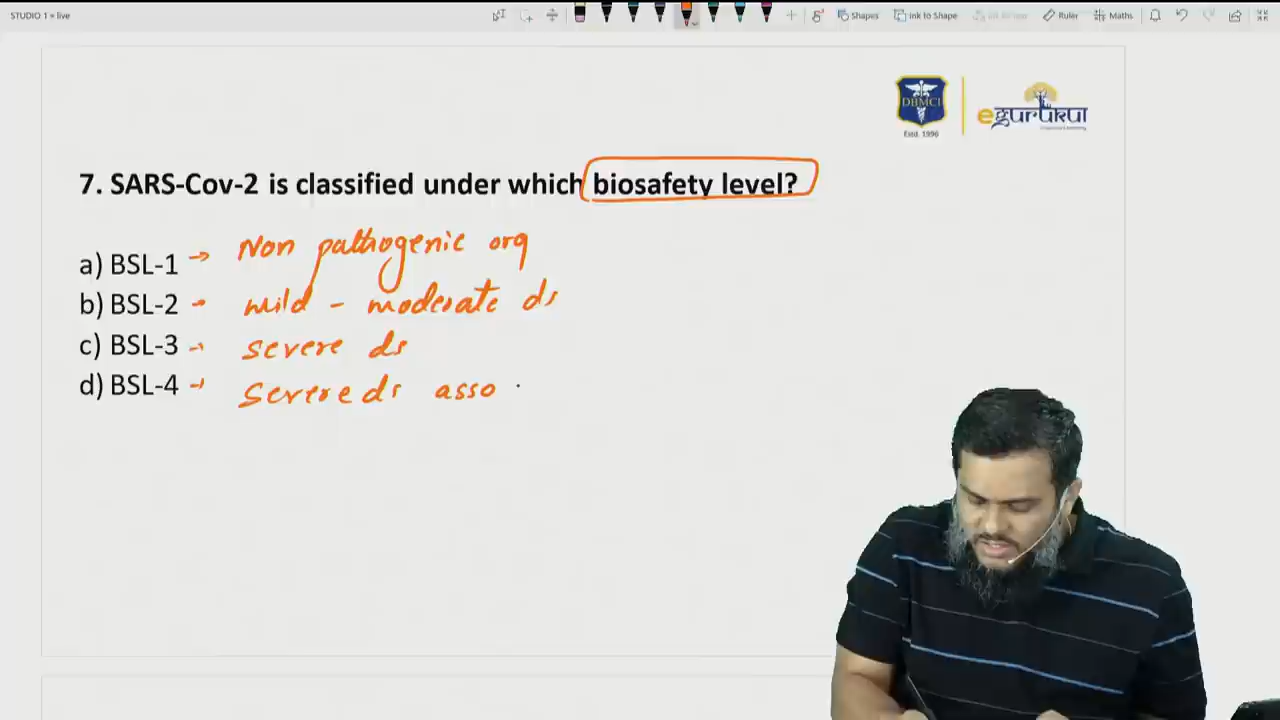 STUDIO 1 • live
Shapes
Ink to Shape
Ruler
Maths
DBMCI
Estd. 1990
egurukul
7. SARS-Cov-2 is classified under which biosafety level?
a) BSL-1 → Non pathogenic org
b) BSL-2 → mild - moderate ds
c) BSL-3 → severe ds
d) BSL-4 → severe ds asso